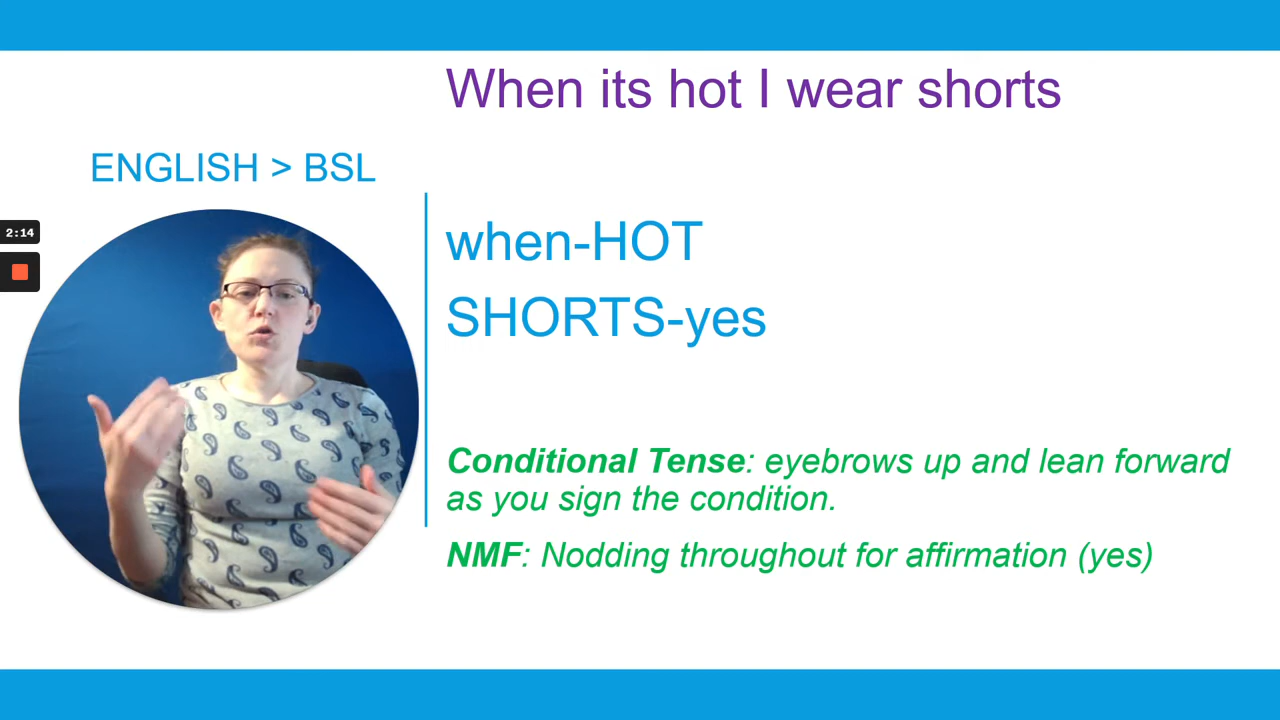 When its hot I wear shorts
ENGLISH > BSL
2:14
when-HOT
SHORTS-yes
Conditional Tense: eyebrows up and lean forward
as you sign the condition.
NMF: Nodding throughout for affirmation (yes)